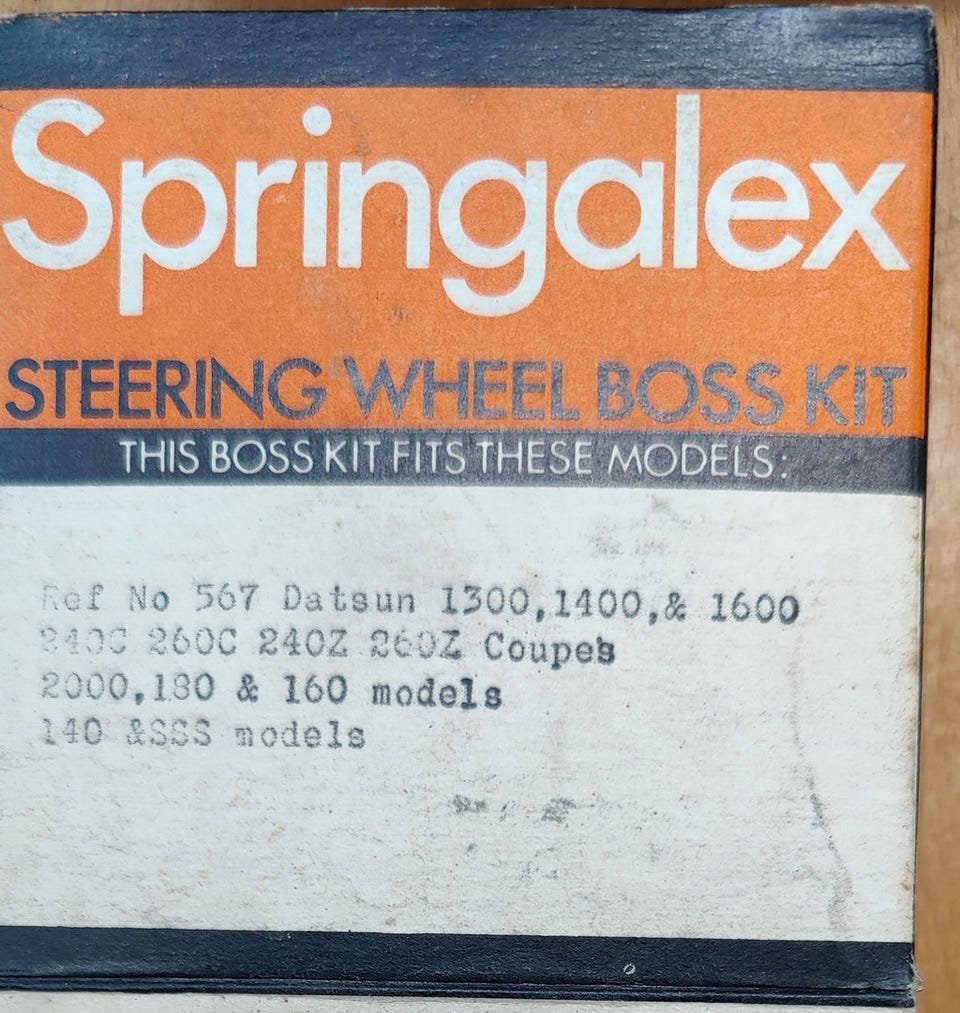 Springalex
STEERING WHEEL BOSS KIT
THIS BOSS KIT FITS THESE MODELS:
Ref No 567 Datsun 1300,1400,& 1600
240C 260C 240Z 260Z Coupes
2000,180 & 160 models
140 &SSS models